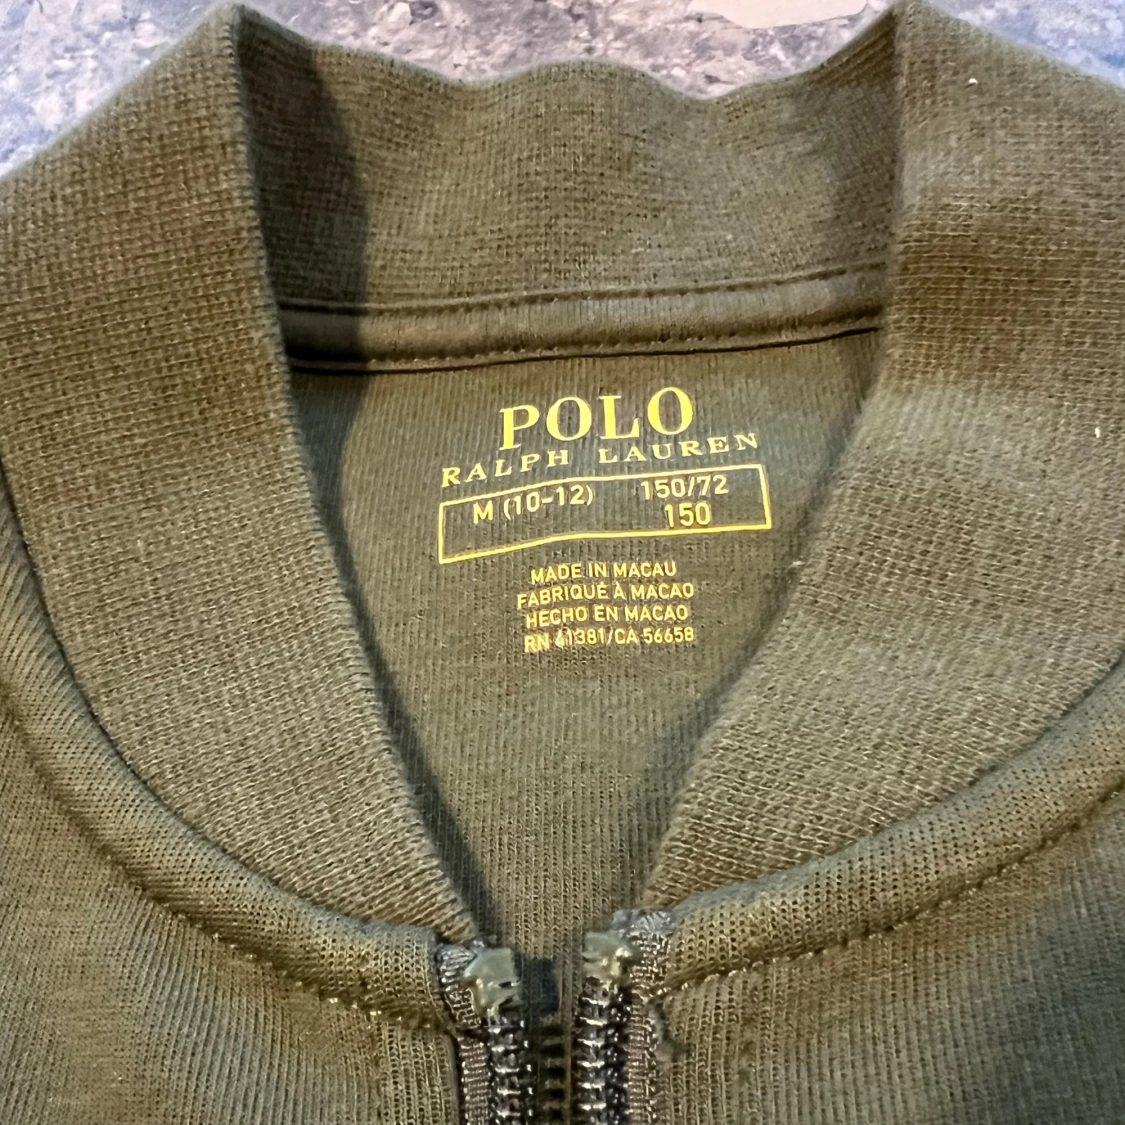 POLO
RALPH LAUREN
M (10-12) 150/72
150
MADE IN MACAU
FABRIQUÉ À MACAO
HECHO EN MACAO
RN 41381/CA 56658